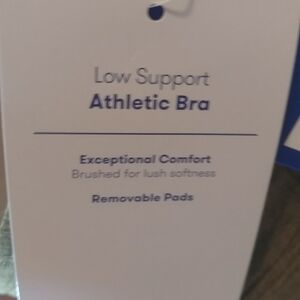 Low Support
Athletic Bra
Exceptional Comfort
Brushed for lush softness
Removable Pads